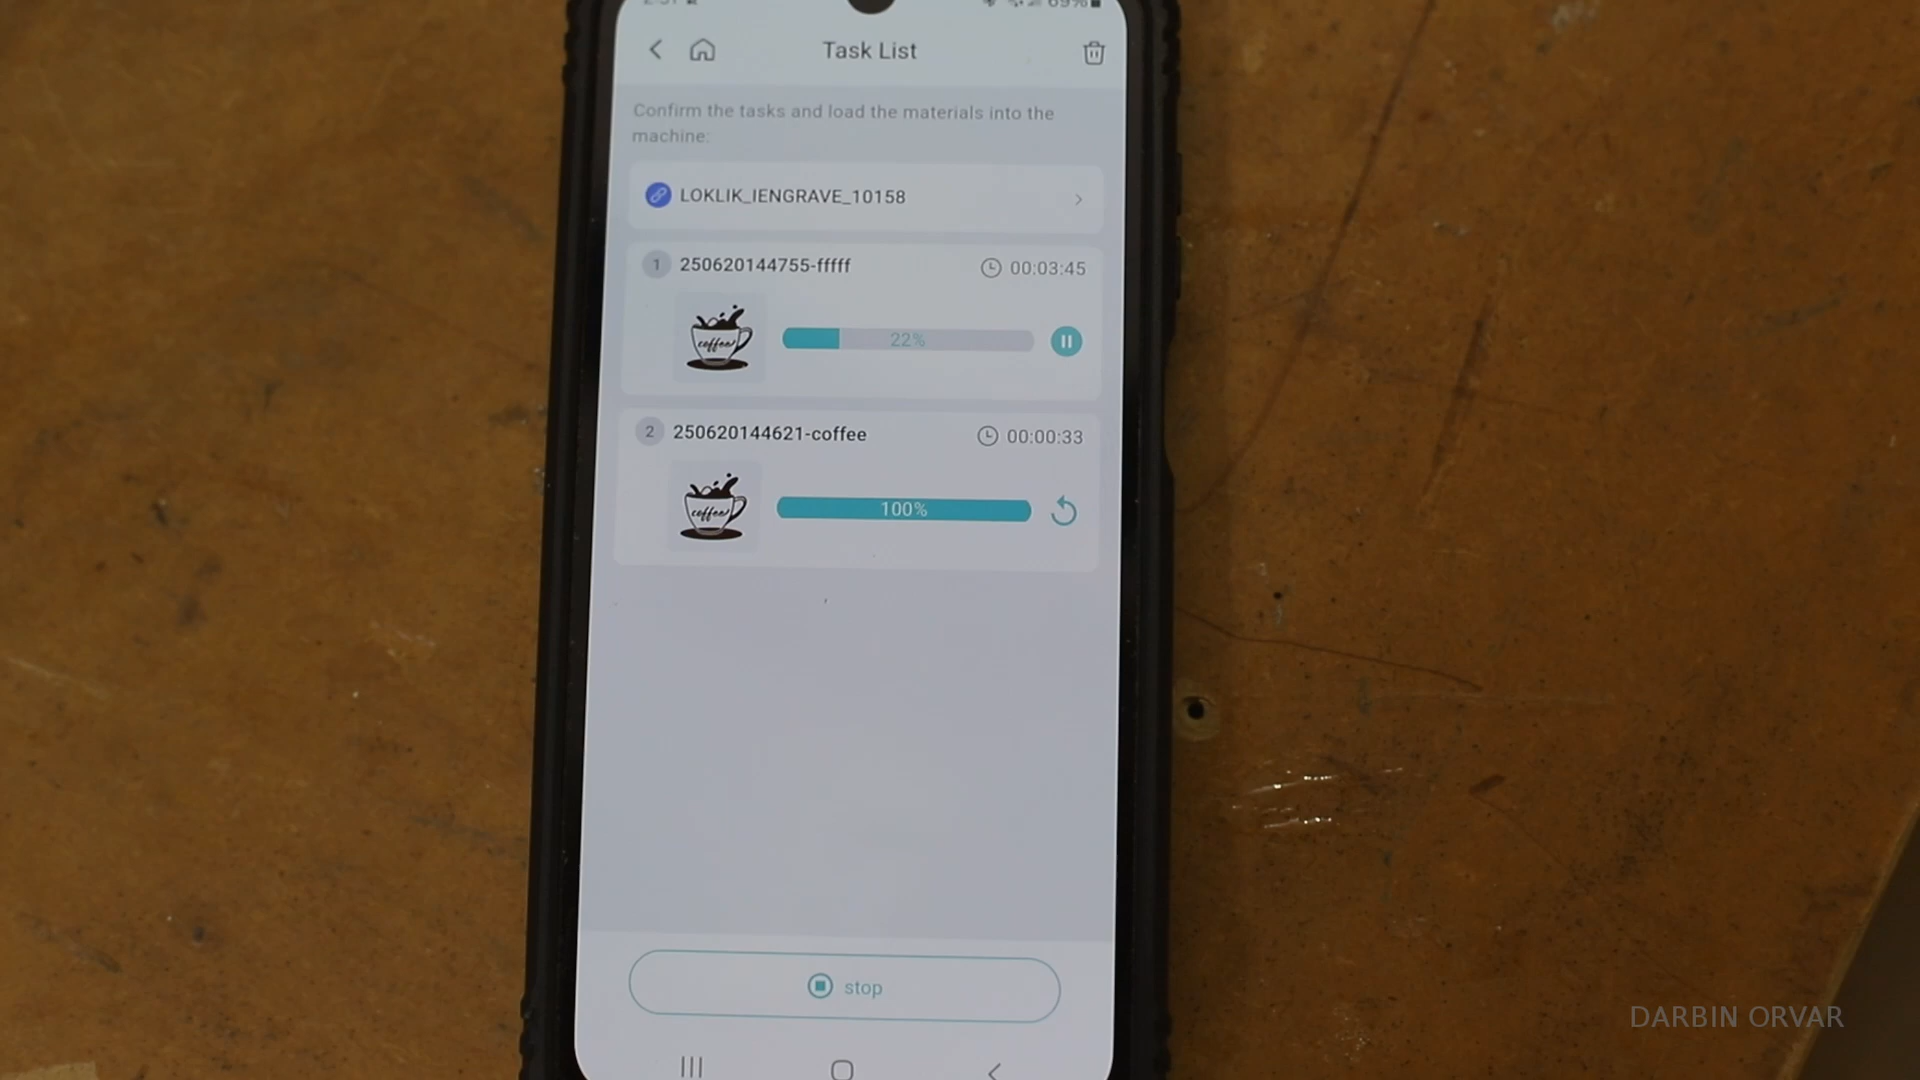 69%
Task List
Confirm the tasks and load the materials into the
machine:
LOKLIK_IENGRAVE_10158
1 250620144755-fffff 00:03:45
coffee
22%
2 250620144621-coffee 00:00:33
coffee
100%
stop
DARBIN ORVAR